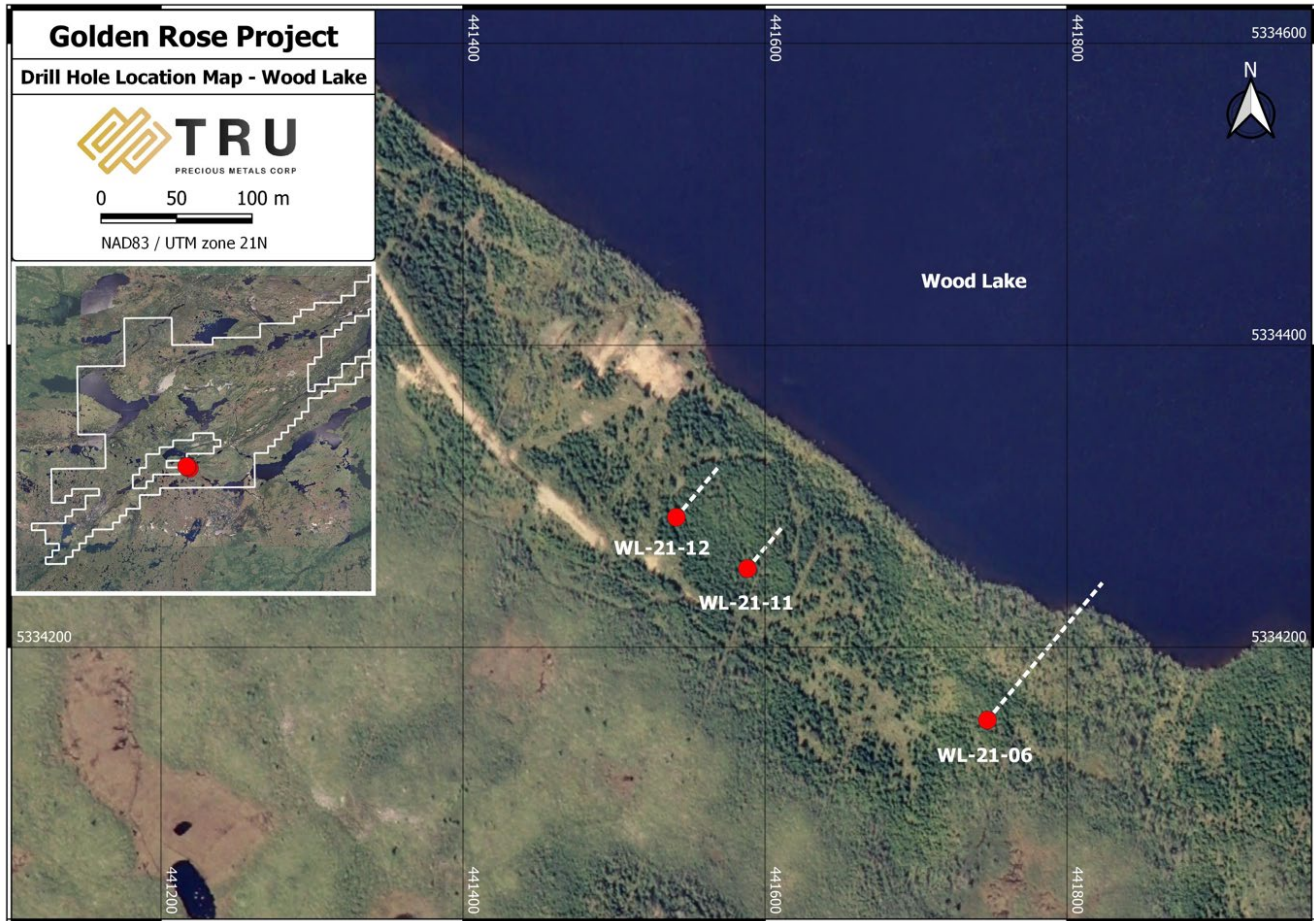 Golden Rose Project
Drill Hole Location Map - Wood Lake
TRU
PRECIOUS METALS CORP
0 50 100 m
NAD83 / UTM zone 21N
441400
441600
441800
5334600
N
Wood Lake
5334400
WL-21-12
WL-21-11
5334200
5334200
WL-21-06
441200
441400
441600
441800